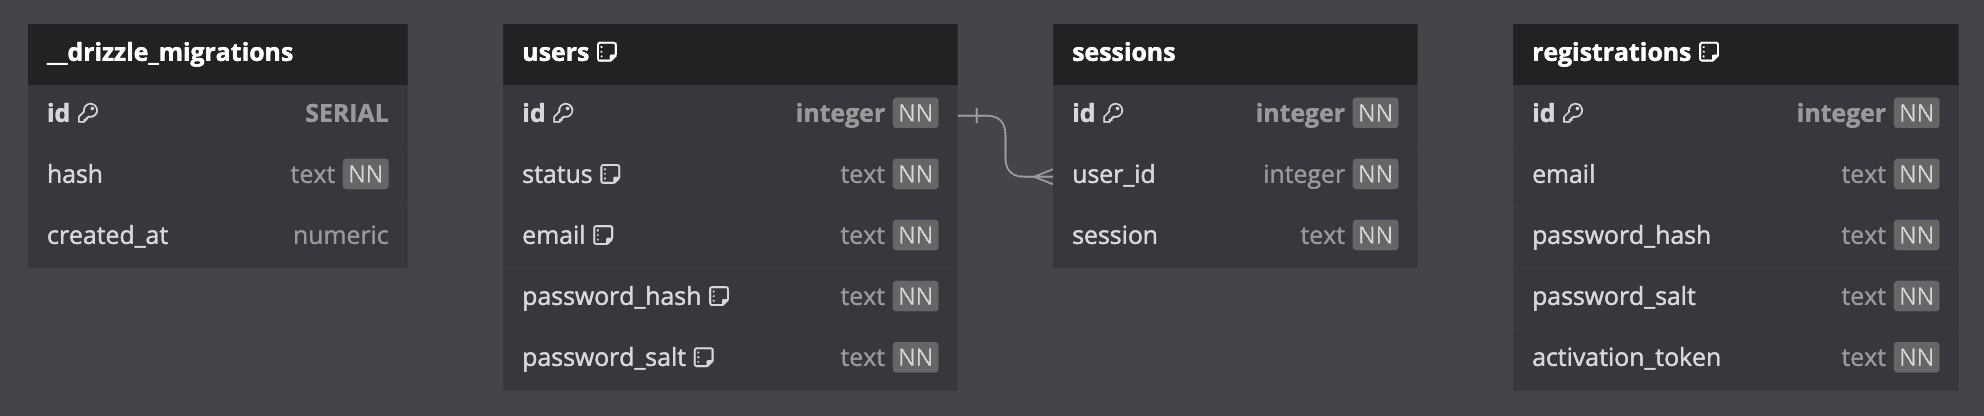 __drizzle_migrations
id SERIAL
hash text NN
created_at numeric
users
id integer NN
status text NN
email text NN
password_hash text NN
password_salt text NN
sessions
id integer NN
user_id integer NN
session text NN
registrations
id integer NN
email text NN
password_hash text NN
password_salt text NN
activation_token text NN